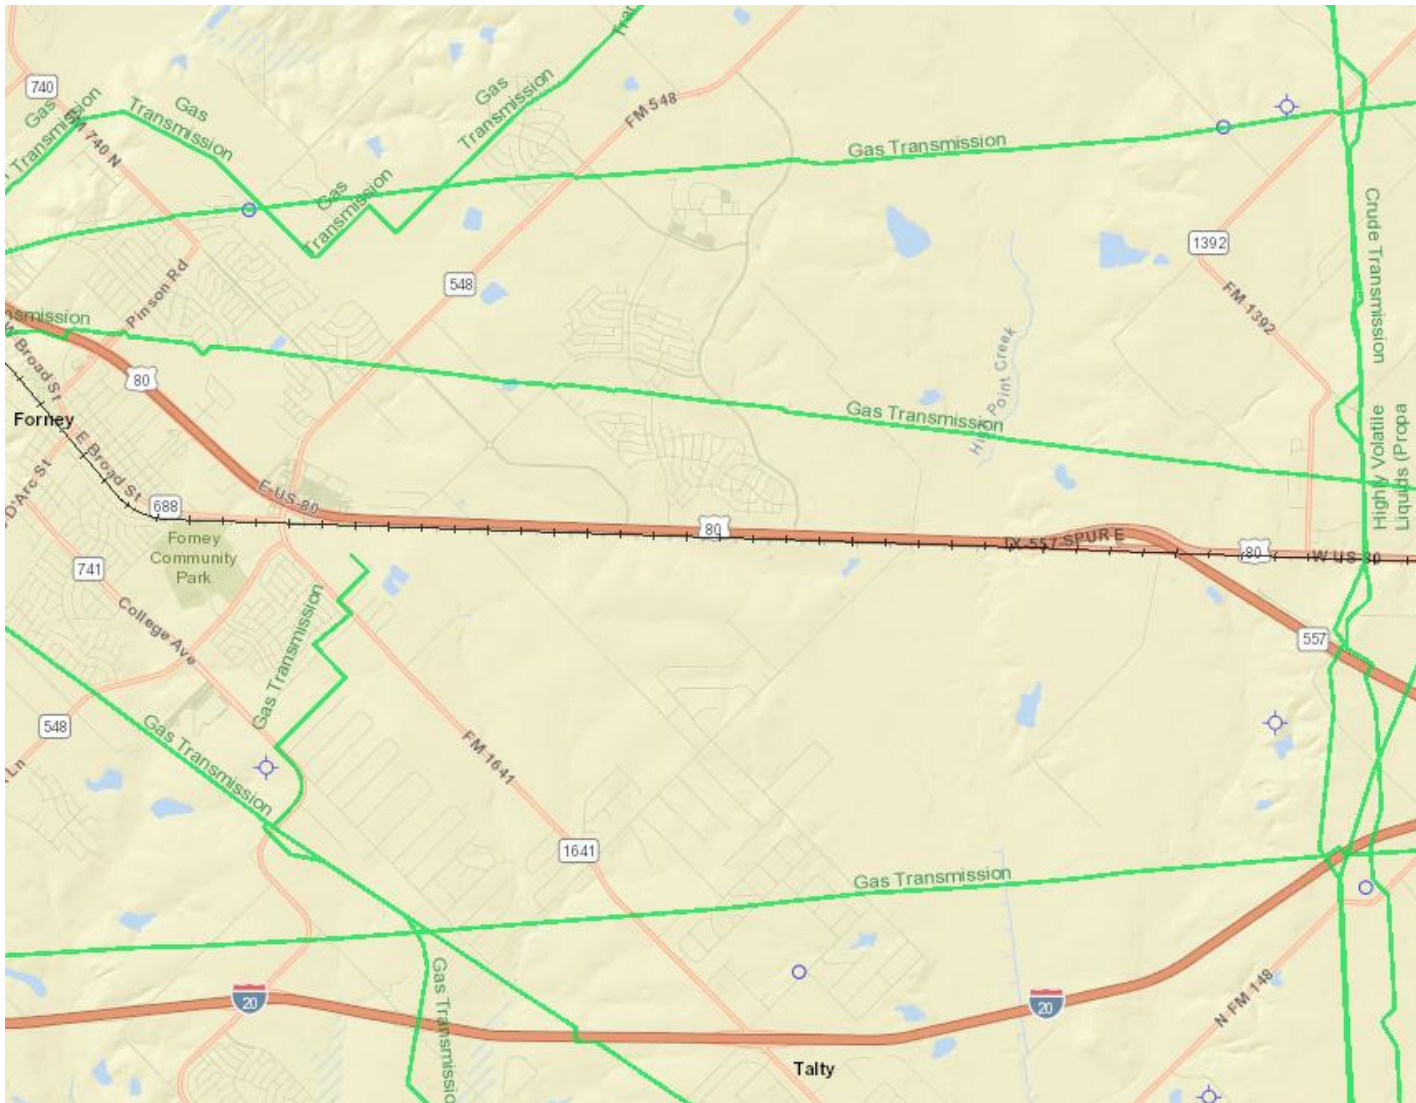 Tra
740
Gas
Transmission
Gas
Transmission
FM 740 N
Gas
Transmission
FM 548
Gas Transmission
Gas
Transmission
Crude Transmission
1392
FM 1392
Pinson Rd
548
nsmission
W Broad St
80
High Point Creek
Gas Transmission
Highly Volatile
Liquids (Propa
Forney
E Broad St
D'Arc St
E US-80
688
80
TX-557 SPUR E
80
W US-80
Forney
Community
Park
741
College Ave
Gas Transmission
557
548
Ln
Gas Transmission
FM 1641
1641
Gas Transmission
20
Gas Transmissio
20
N FM 148
Talty